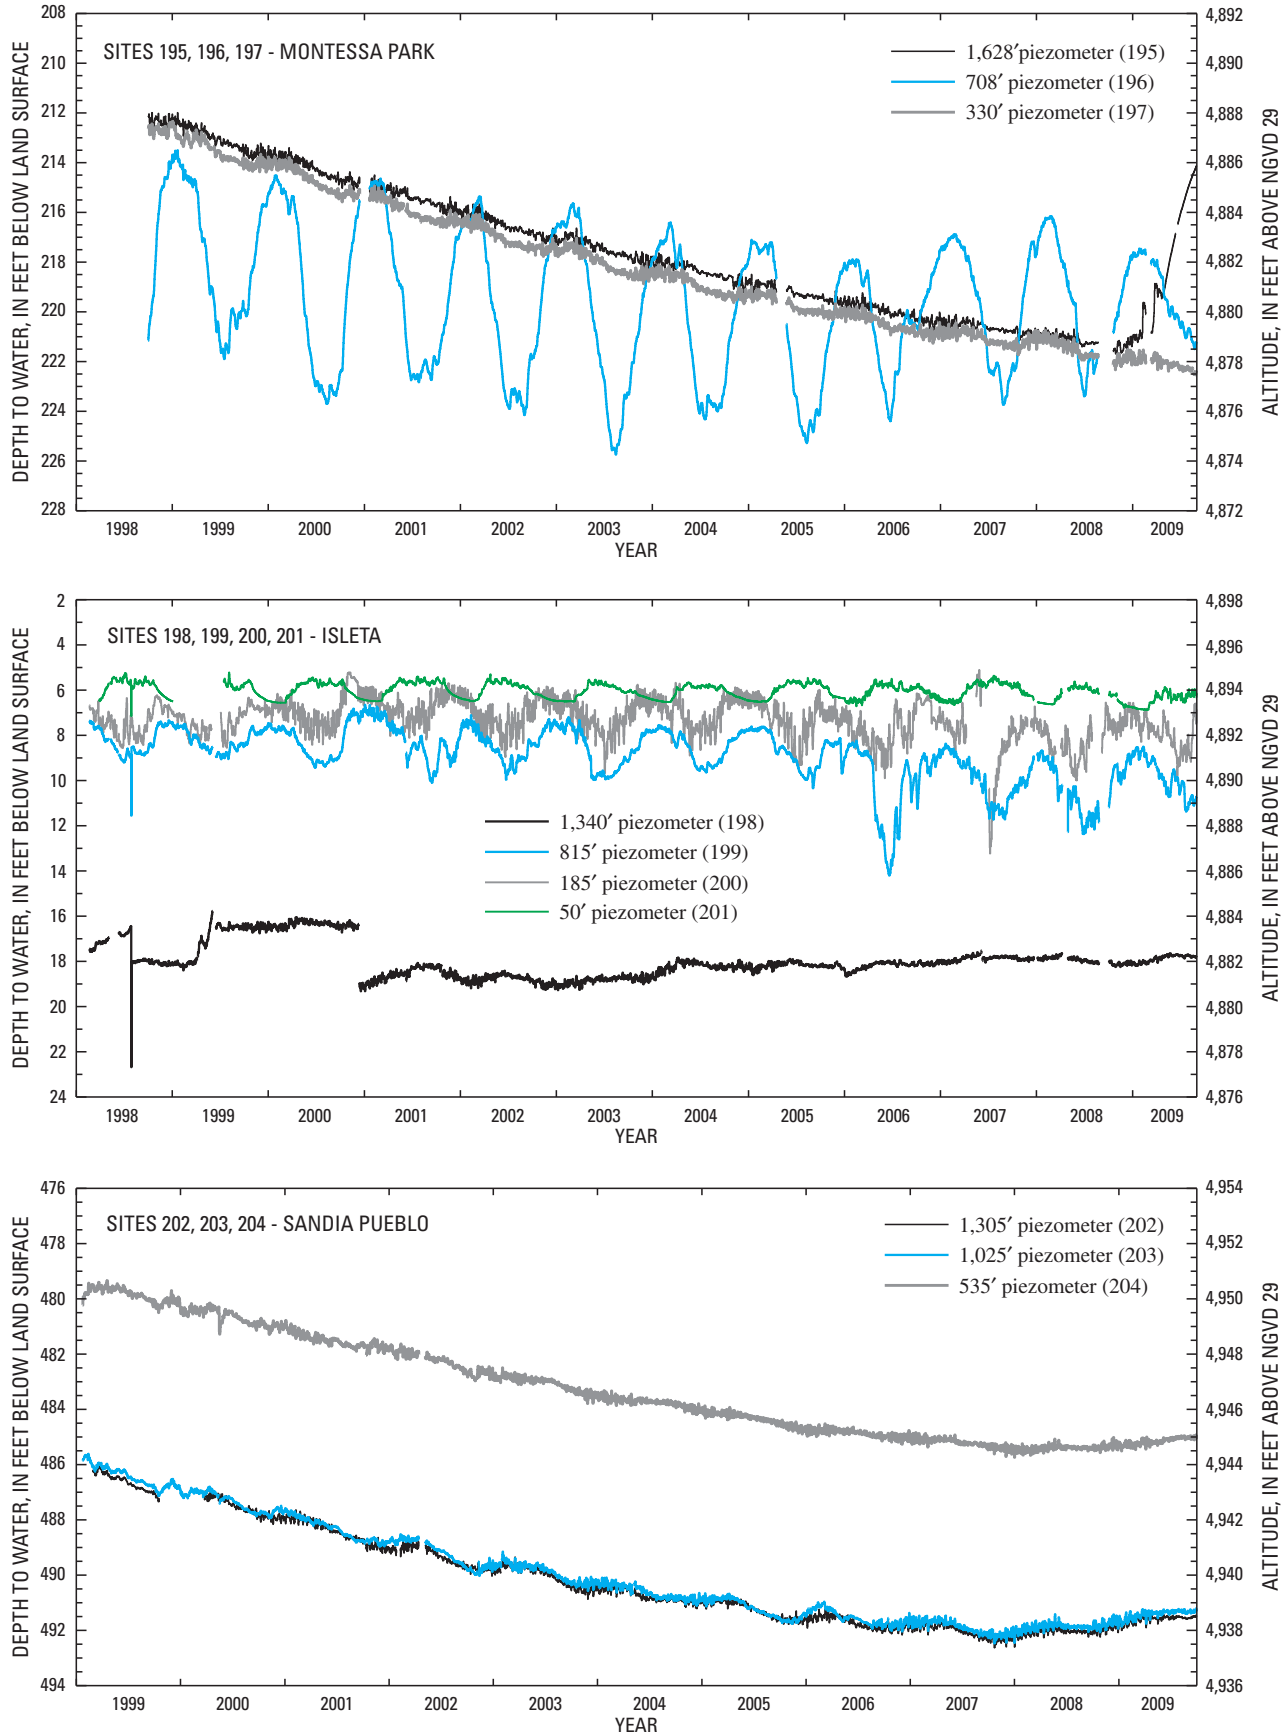 208
210
212
214
216
218
220
222
224
226
228
DEPTH TO WATER, IN FEET BELOW LAND SURFACE
SITES 195, 196, 197 - MONTESSA PARK
1,628′piezometer (195)
708′ piezometer (196)
330′ piezometer (197)
4,892
4,890
4,888
4,886
4,884
4,882
4,880
4,878
4,876
4,874
4,872
ALTITUDE, IN FEET ABOVE NGVD 29
1998 1999 2000 2001 2002 2003 2004 2005 2006 2007 2008 2009
YEAR
2
4
6
8
10
12
14
16
18
20
22
24
DEPTH TO WATER, IN FEET BELOW LAND SURFACE
SITES 198, 199, 200, 201 - ISLETA
1,340′ piezometer (198)
815′ piezometer (199)
185′ piezometer (200)
50′ piezometer (201)
4,898
4,896
4,894
4,892
4,890
4,888
4,886
4,884
4,882
4,880
4,878
4,876
ALTITUDE, IN FEET ABOVE NGVD 29
1998 1999 2000 2001 2002 2003 2004 2005 2006 2007 2008 2009
YEAR
476
478
480
482
484
486
488
490
492
494
DEPTH TO WATER, IN FEET BELOW LAND SURFACE
SITES 202, 203, 204 - SANDIA PUEBLO
1,305′ piezometer (202)
1,025′ piezometer (203)
535′ piezometer (204)
4,954
4,952
4,950
4,948
4,946
4,944
4,942
4,940
4,938
4,936
ALTITUDE, IN FEET ABOVE NGVD 29
1999 2000 2001 2002 2003 2004 2005 2006 2007 2008 2009
YEAR